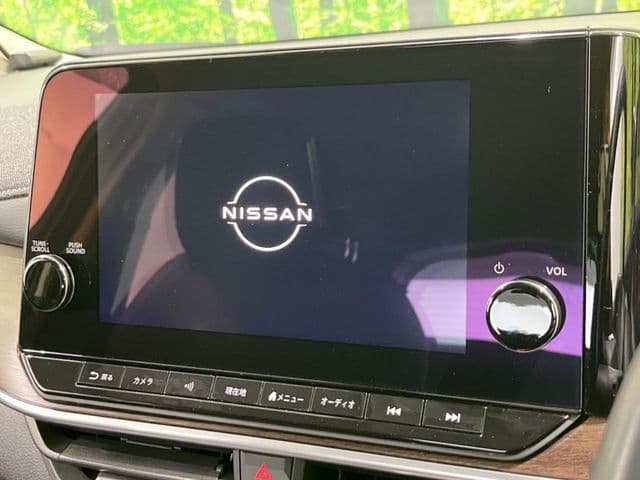 NISSAN
TUNE·
SCROLL
PUSH
SOUND
VOL
戻る
カメラ
現在地
メニュー
オーディオ